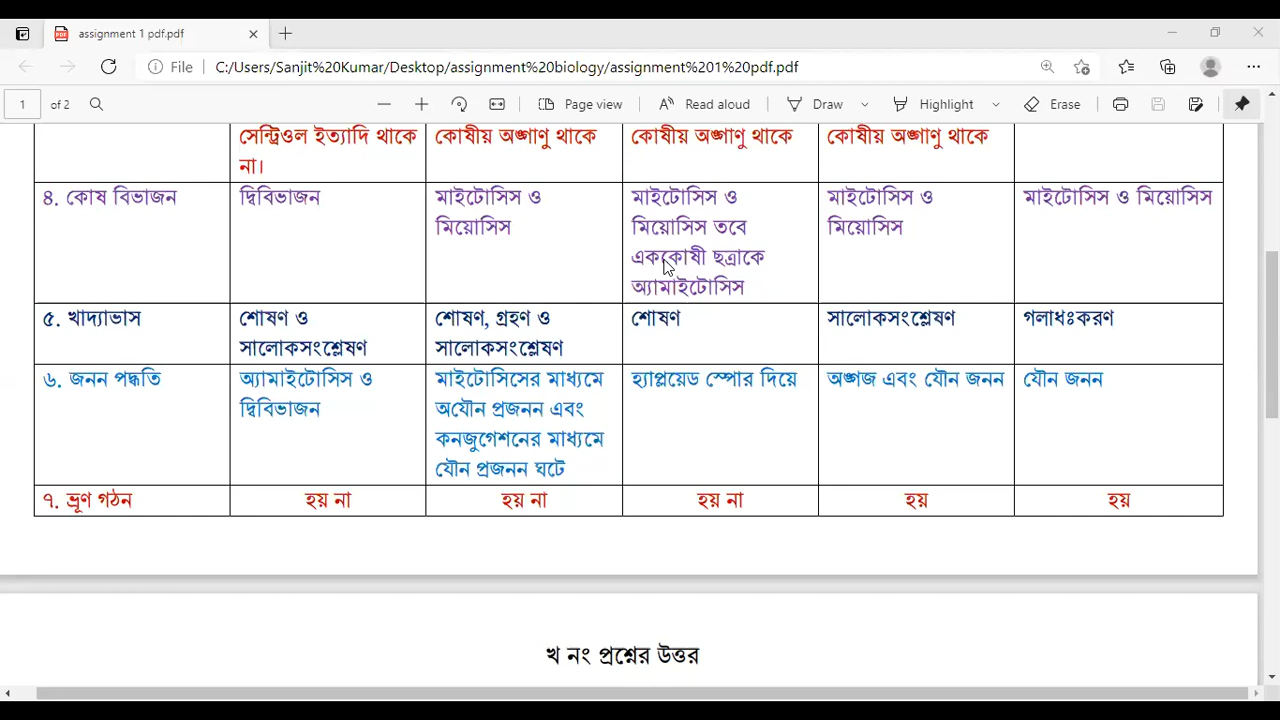 assignment 1 pdf.pdf
File C:/Users/Sanjit%20Kumar/Desktop/assignment%20biology/assignment%201%20pdf.pdf
1 of 2 Page view Read aloud Draw Highlight Erase
সেন্ট্রিওল ইত্যাদি থাকে না।
কোষীয় অঙ্গাণু থাকে
কোষীয় অঙ্গাণু থাকে
কোষীয় অঙ্গাণু থাকে
৪. কোষ বিভাজন
দ্বিবিভাজন
মাইটোসিস ও
মিয়োসিস
মাইটোসিস ও
মিয়োসিস তবে
এককোষী ছত্রাকে
অ্যামাইটোসিস
মাইটোসিস ও
মিয়োসিস
মাইটোসিস ও মিয়োসিস
৫. খাদ্যাভাস
শোষণ ও
সালোকসংশ্লেষণ
শোষণ, গ্রহণ ও
সালোকসংশ্লেষণ
শোষণ
সালোকসংশ্লেষণ
গলাধঃকরণ
৬. জনন পদ্ধতি
অ্যামাইটোসিস ও
দ্বিবিভাজন
মাইটোসিসের মাধ্যমে
অযৌন প্রজনন এবং
কনজুগেশনের মাধ্যমে
যৌন প্রজনন ঘটে
হ্যাপ্লয়েড স্পোর দিয়ে
অঙ্গজ এবং যৌন জনন
যৌন জনন
৭. ভ্রূণ গঠন
হয় না
হয় না
হয় না
হয়
হয়
খ নং প্রশ্নের উত্তর